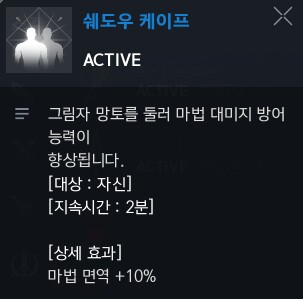 쉐도우 케이프
ACTIVE
그림자 망토를 둘러 마법 대미지 방어
능력이
향상됩니다.
[대상 : 자신]
[지속시간 : 2분]
[상세 효과]
마법 면역 +10%